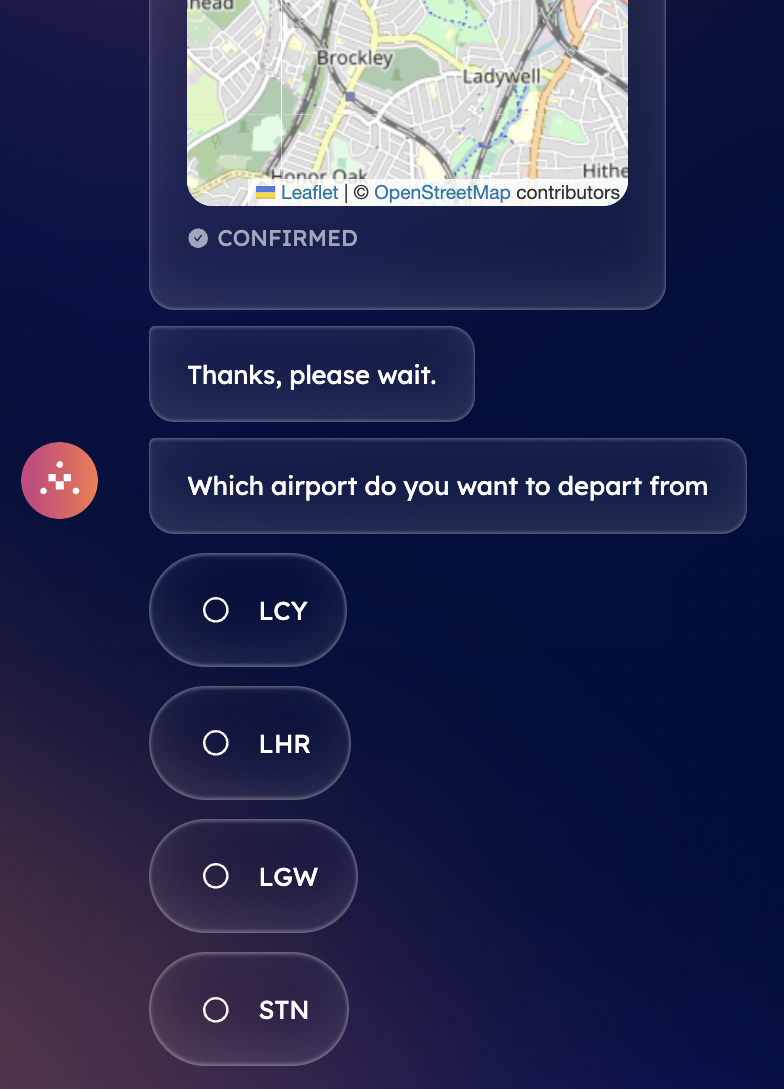 head
Brockley
Ladywell
Honor Oak
Hithe
Leaflet | © OpenStreetMap contributors
CONFIRMED
Thanks, please wait.
Which airport do you want to depart from
LCY
LHR
LGW
STN